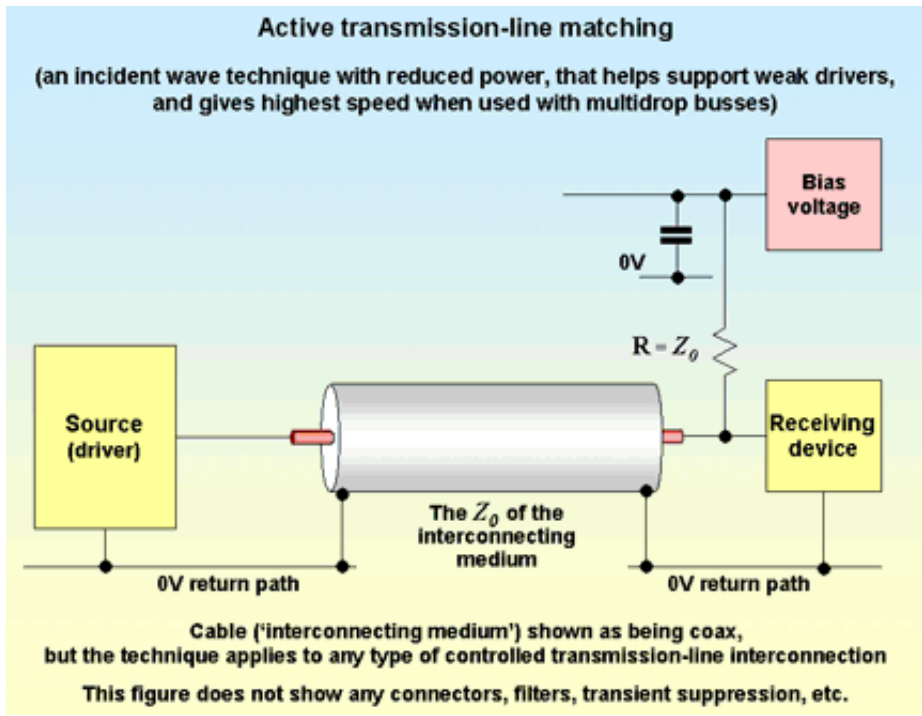 Active transmission-line matching
(an incident wave technique with reduced power, that helps support weak drivers,
and gives highest speed when used with multidrop busses)
Bias
voltage
0V
R = Z0
Source
(driver)
Receiving
device
The Z0 of the
interconnecting
medium
0V return path
0V return path
Cable ('interconnecting medium') shown as being coax,
but the technique applies to any type of controlled transmission-line interconnection
This figure does not show any connectors, filters, transient suppression, etc.